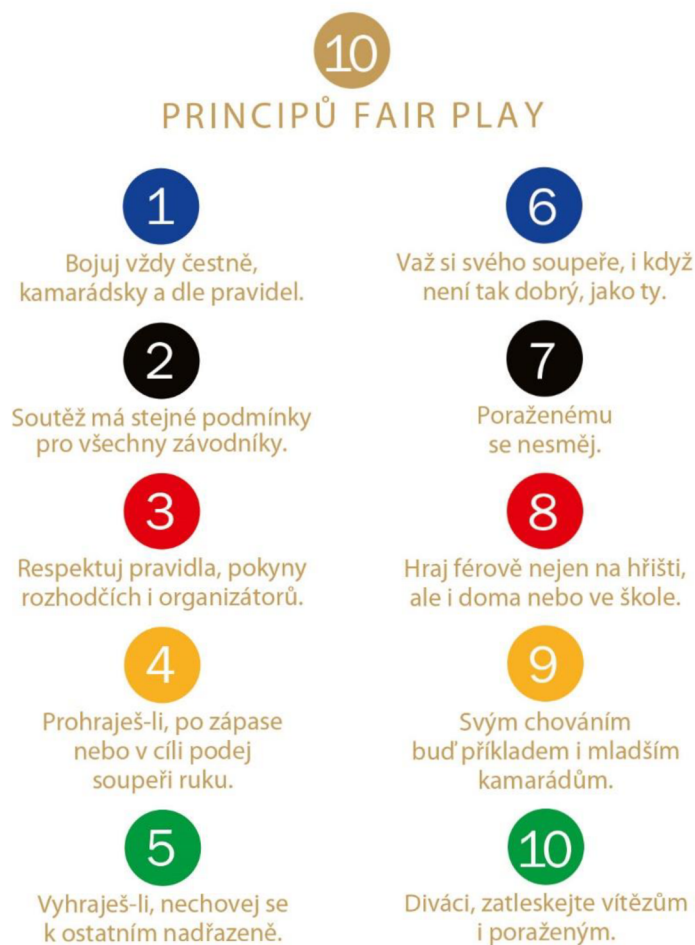 10
PRINCIPŮ FAIR PLAY
1
Bojuj vždy čestně,
kamarádsky a dle pravidel.
2
Soutěž má stejné podmínky
pro všechny závodníky.
3
Respektuj pravidla, pokyny
rozhodčích i organizátorů.
4
Prohraješ-li, po zápase
nebo v cíli podej
soupeři ruku.
5
Vyhraješ-li, nechovej se
k ostatním nadřazeně.
6
Važ si svého soupeře, i když
není tak dobrý, jako ty.
7
Poraženému
se nesměj.
8
Hraj férově nejen na hřišti,
ale i doma nebo ve škole.
9
Svým chováním
buď příkladem i mladším
kamarádům.
10
Diváci, zatleskejte vítězům
i poraženým.